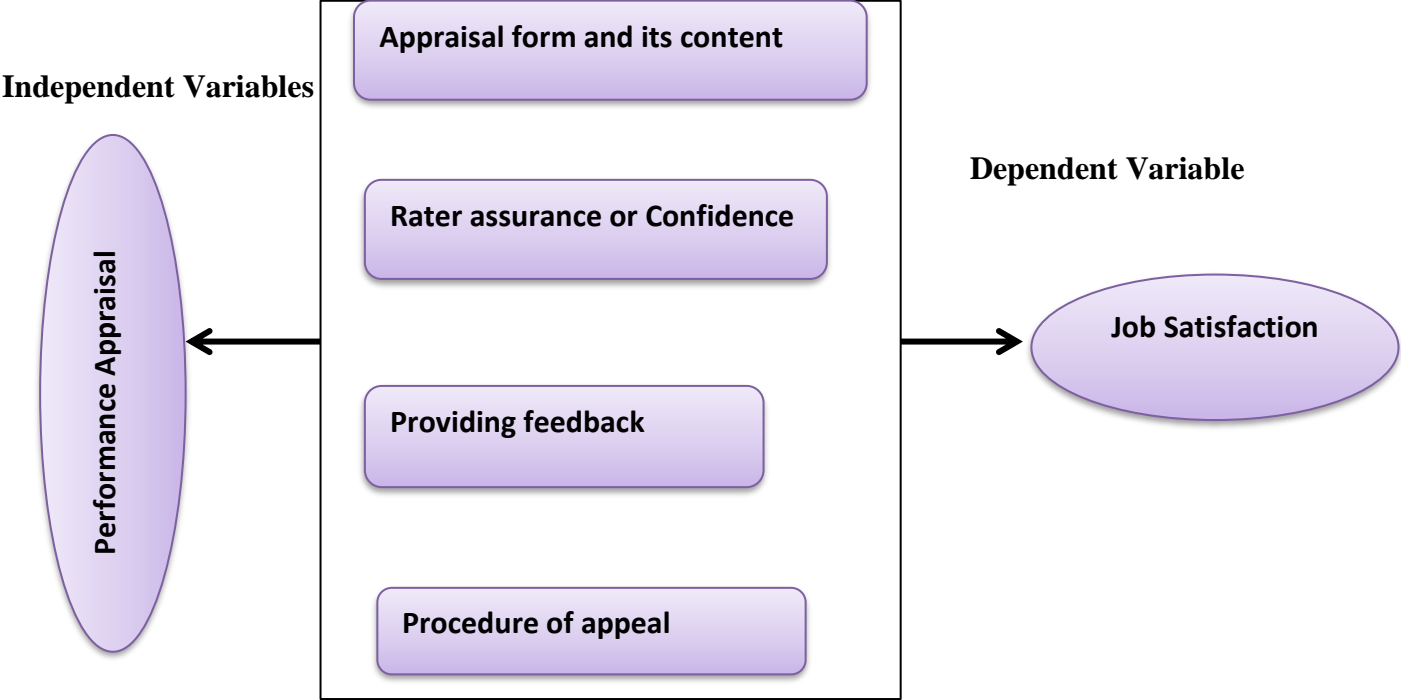 Appraisal form and its content
Independent Variables
Dependent Variable
Rater assurance or Confidence
Performance Appraisal
Job Satisfaction
Providing feedback
Procedure of appeal